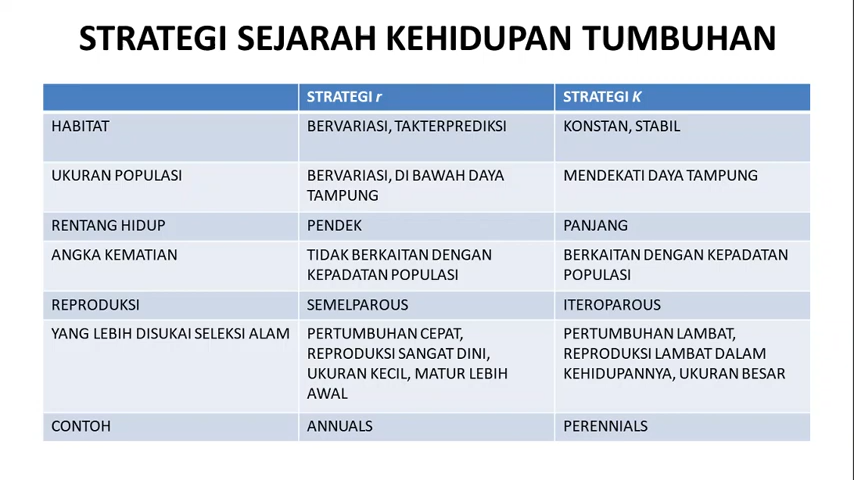 STRATEGI SEJARAH KEHIDUPAN TUMBUHAN
STRATEGI r
STRATEGI K
HABITAT
BERVARIASI, TAKTERPREDIKSI
KONSTAN, STABIL
UKURAN POPULASI
BERVARIASI, DI BAWAH DAYA
TAMPUNG
MENDEKATI DAYA TAMPUNG
RENTANG HIDUP
PENDEK
PANJANG
ANGKA KEMATIAN
TIDAK BERKAITAN DENGAN
KEPADATAN POPULASI
BERKAITAN DENGAN KEPADATAN
POPULASI
REPRODUKSI
SEMELPAROUS
ITEROPAROUS
YANG LEBIH DISUKAI SELEKSI ALAM
PERTUMBUHAN CEPAT,
REPRODUKSI SANGAT DINI,
UKURAN KECIL, MATUR LEBIH
AWAL
PERTUMBUHAN LAMBAT,
REPRODUKSI LAMBAT DALAM
KEHIDUPANNYA, UKURAN BESAR
CONTOH
ANNUALS
PERENNIALS